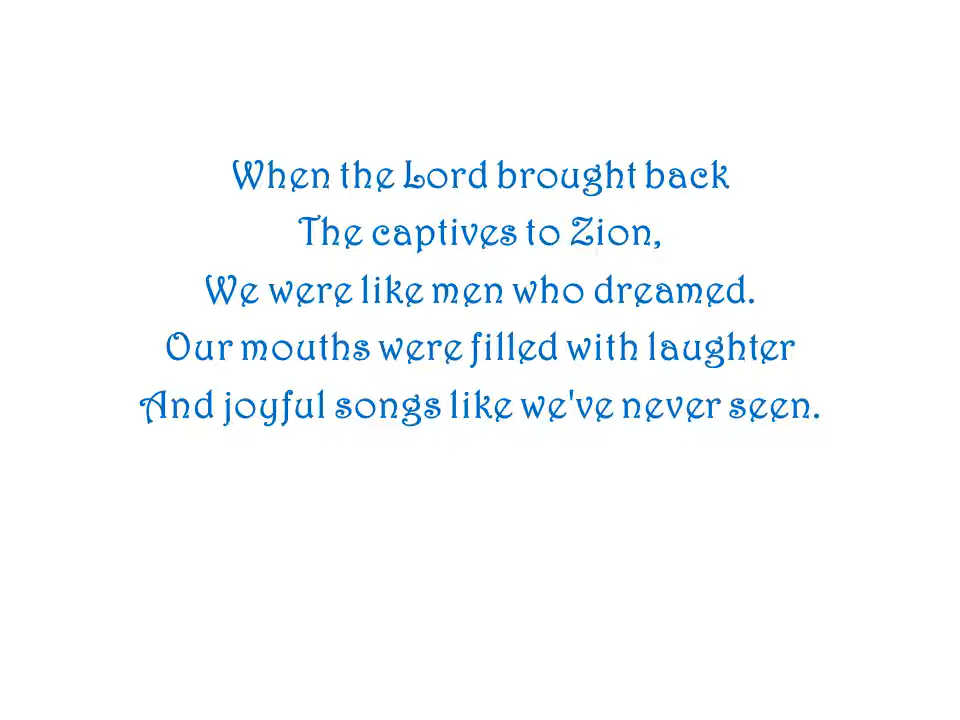 When the Lord brought back
The captives to Zion,
We were like men who dreamed.
Our mouths were filled with laughter
And joyful songs like we've never seen.